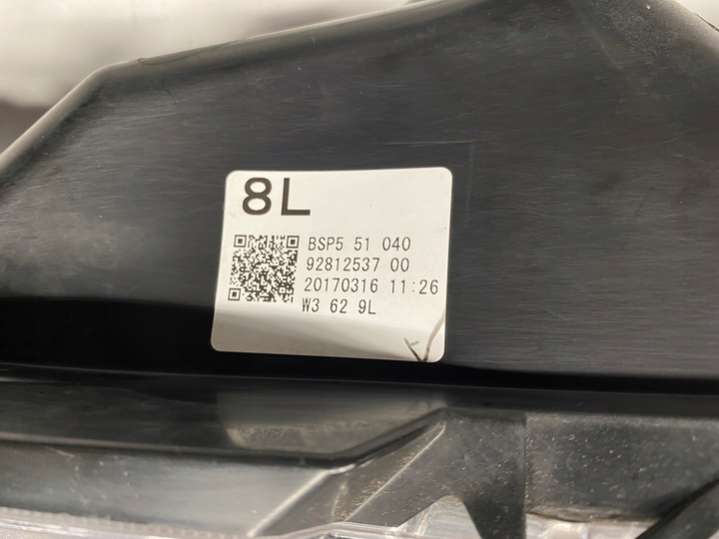 8L
BSP5 51 040
92812537 00
20170316 11:26
W3 62 9L